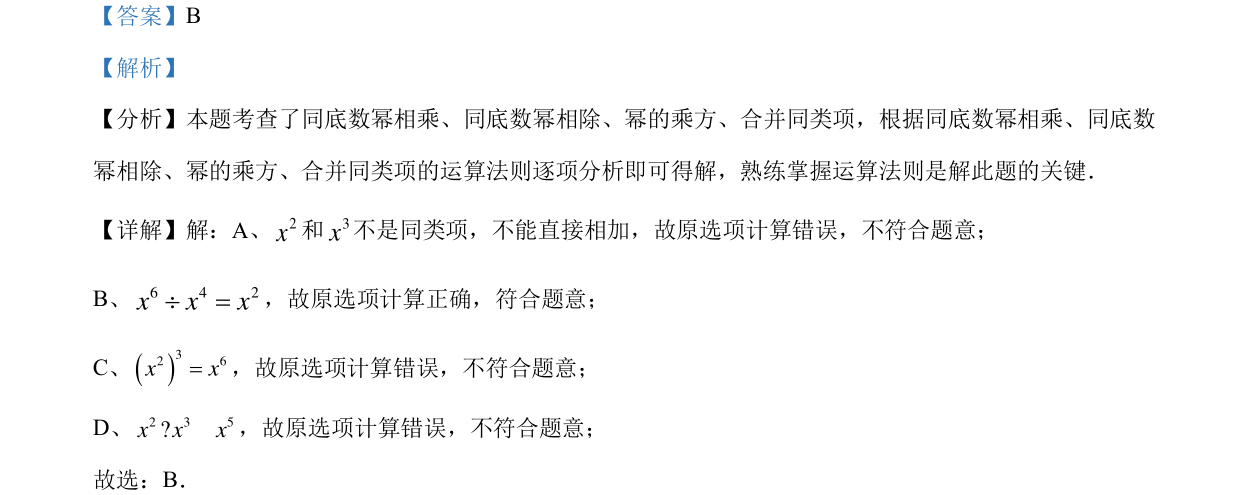 【答案】B
【解析】
【分析】本题考查了同底数幂相乘、同底数幂相除、幂的乘方、合并同类项，根据同底数幂相乘、同底数
幂相除、幂的乘方、合并同类项的运算法则逐项分析即可得解，熟练掌握运算法则是解此题的关键．
【详解】解：A、x²和x³不是同类项，不能直接相加，故原选项计算错误，不符合题意；
B、x⁶÷x⁴=x²，故原选项计算正确，符合题意；
C、(x²)³=x⁶，故原选项计算错误，不符合题意；
D、x²?x³ x⁵，故原选项计算错误，不符合题意；
故选：B．